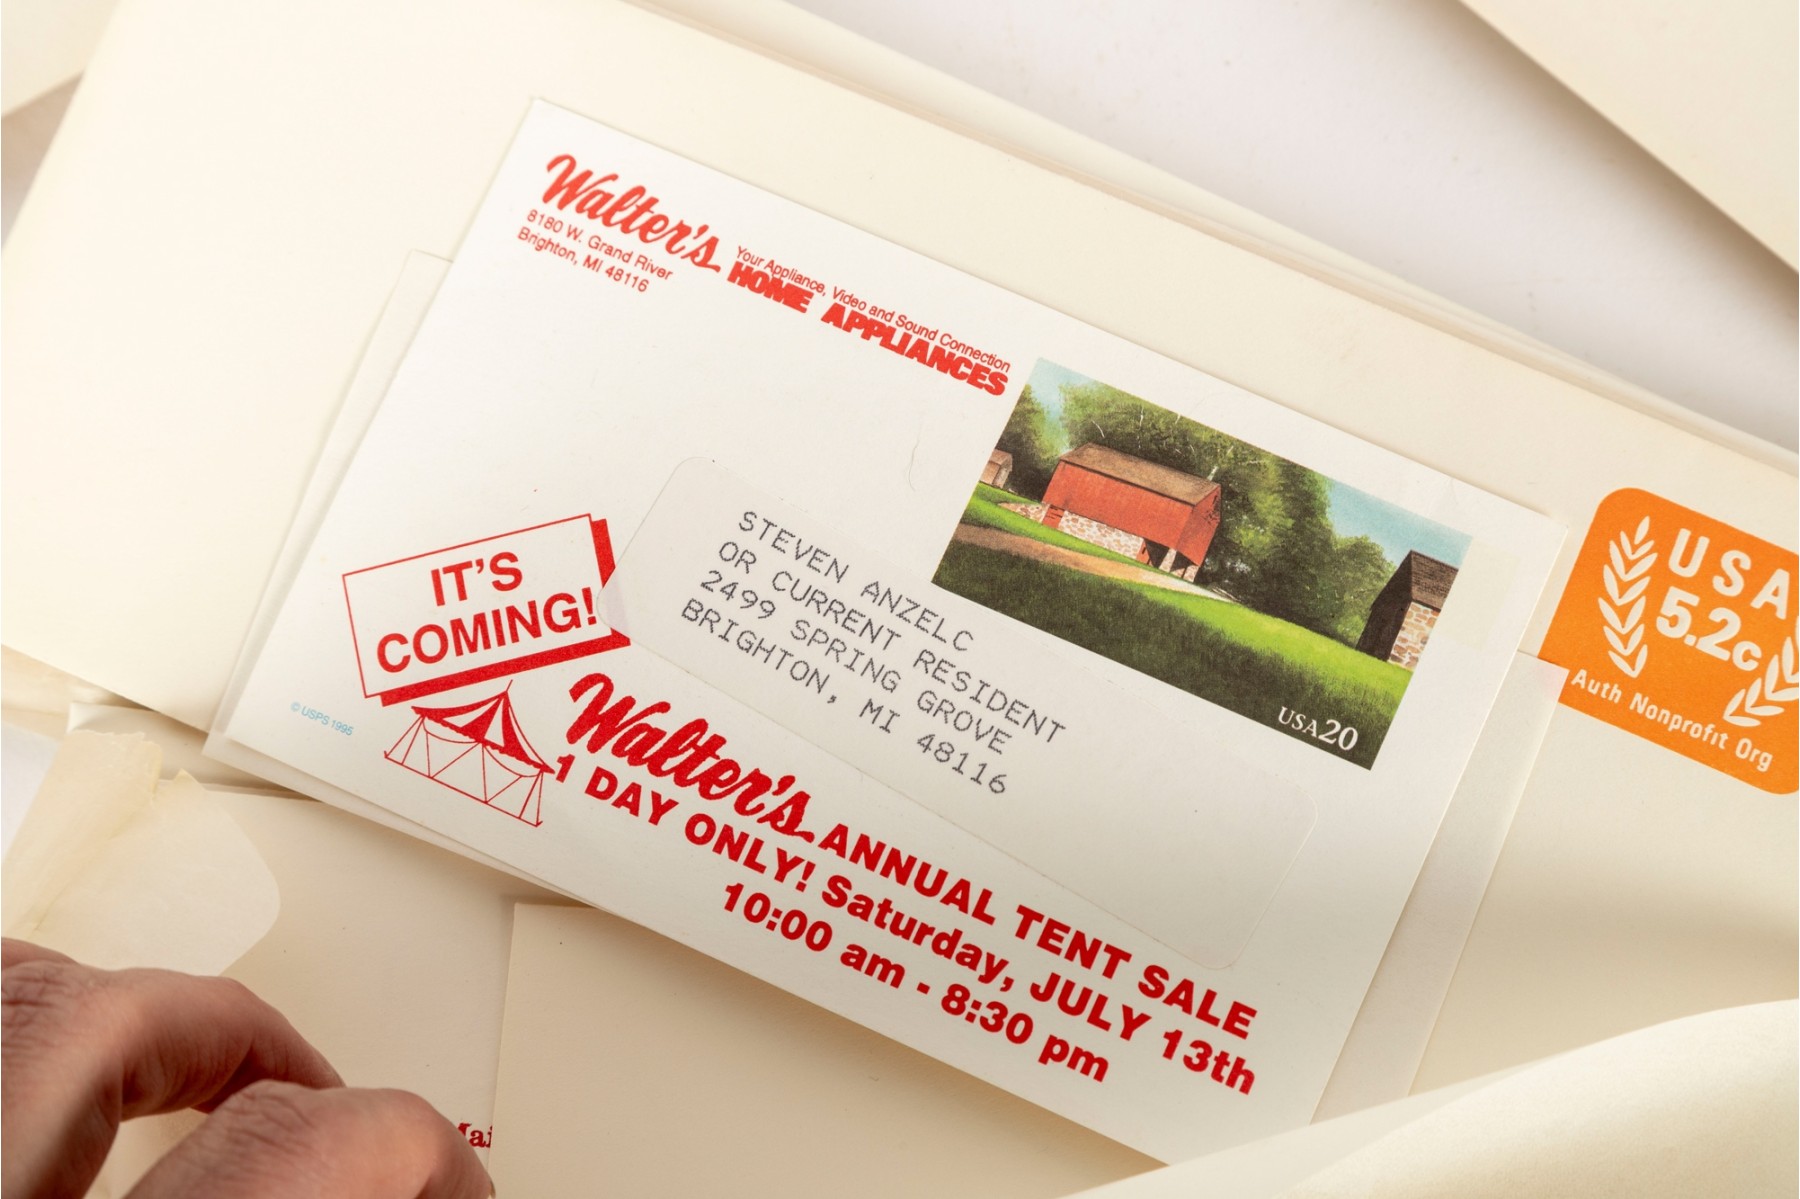 Walter's
8180 W. Grand River
Brighton, MI 48116
Your Appliance, Video and Sound Connection
HOME APPLIANCES
USA20
STEVEN ANZELC
OR CURRENT RESIDENT
2499 SPRING GROVE
BRIGHTON, MI 48116
IT'S
COMING!
© USPS 1995
Walter's ANNUAL TENT SALE
1 DAY ONLY! Saturday, JULY 13th
10:00 am - 8:30 pm
USA
5.2c
Auth Nonprofit Org